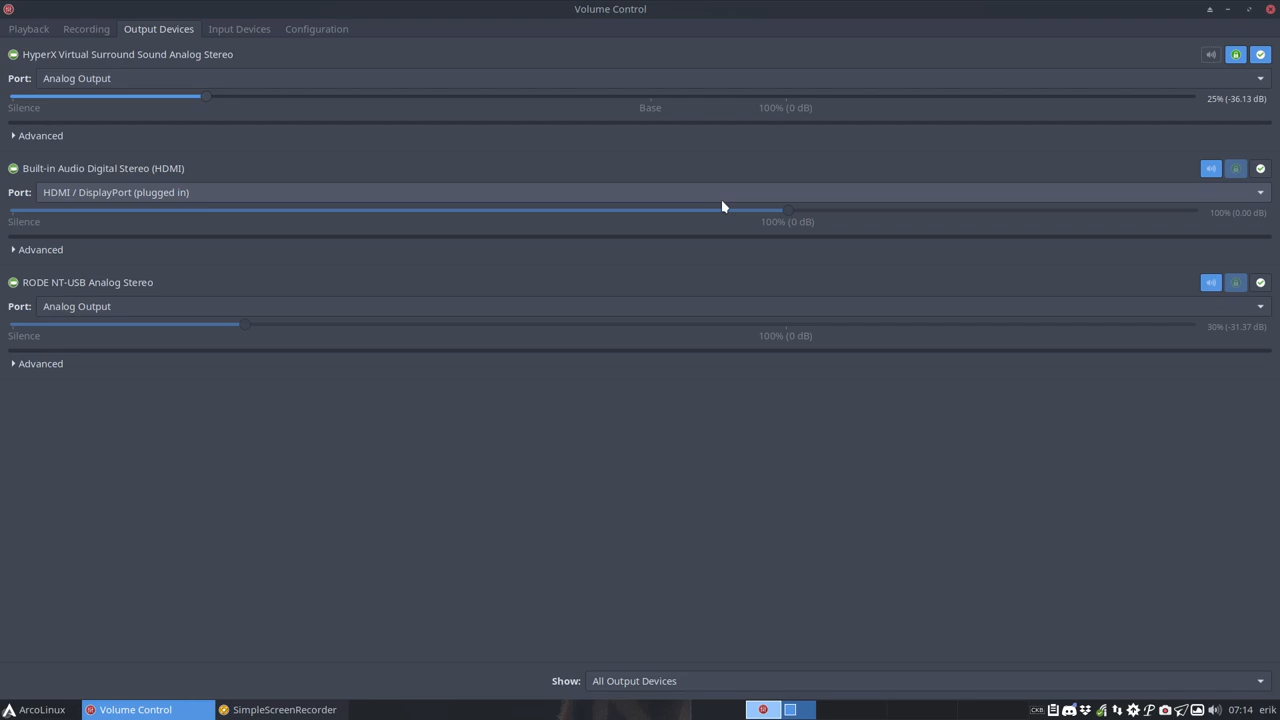 Volume Control
Playback Recording Output Devices Input Devices Configuration
HyperX Virtual Surround Sound Analog Stereo
Port: Analog Output
25% (-36.13 dB)
Silence Base 100% (0 dB)
Advanced
Built-in Audio Digital Stereo (HDMI)
Port: HDMI / DisplayPort (plugged in)
100% (0.00 dB)
Silence 100% (0 dB)
Advanced
RODE NT-USB Analog Stereo
Port: Analog Output
30% (-31.37 dB)
Silence 100% (0 dB)
Advanced
Show: All Output Devices
ArcoLinux Volume Control SimpleScreenRecorder CKB 07:14 erik